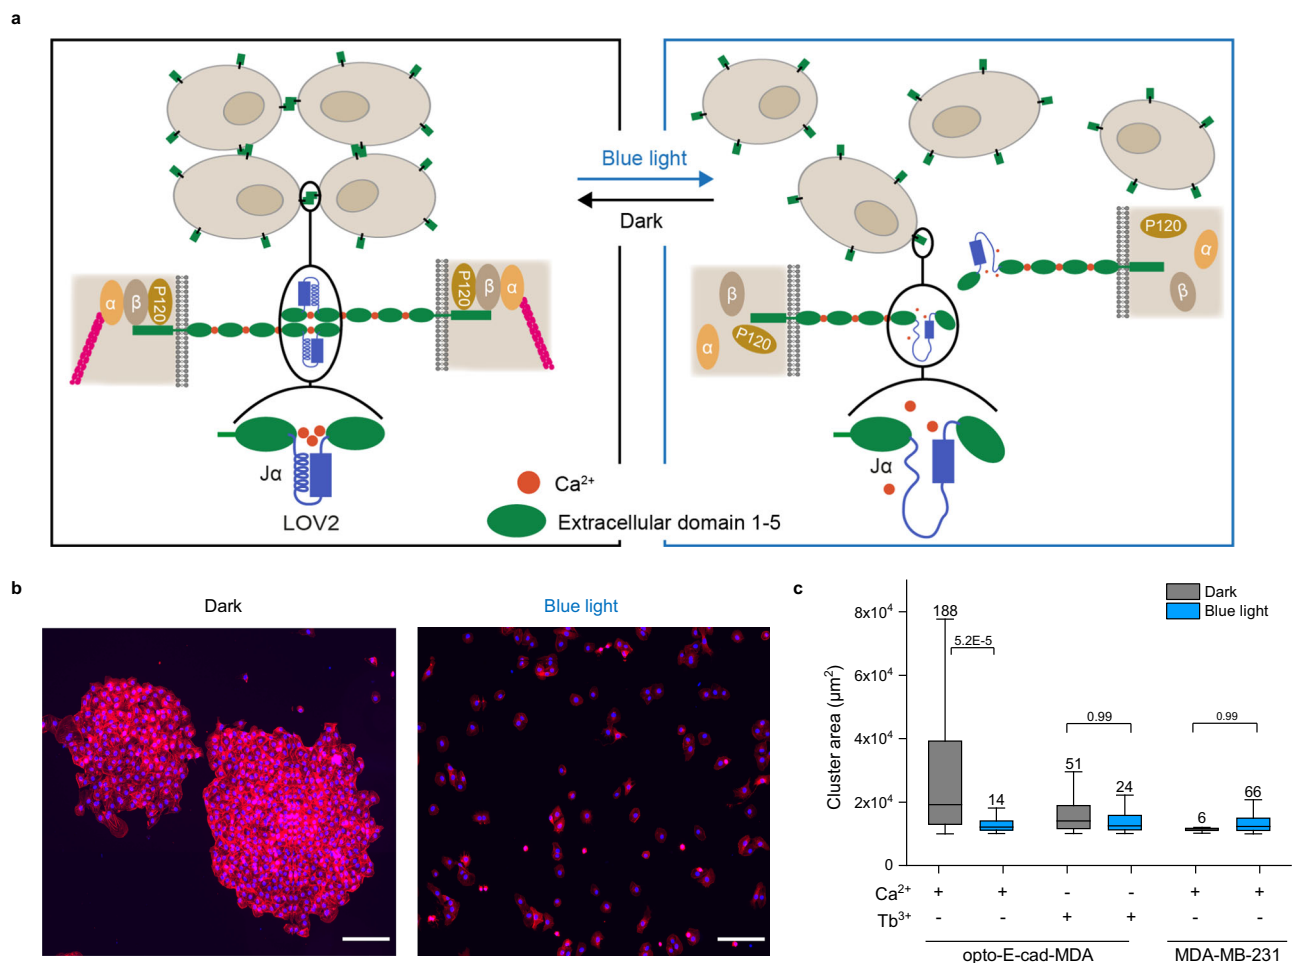 a
Blue light
Dark
α
β
P120
P120
β
α
Jα
LOV2
β
α
P120
P120
α
β
Jα
Ca²⁺
Extracellular domain 1-5
b
Dark
Blue light
c
Dark
Blue light
Cluster area (μm²)
8x10⁴
6x10⁴
4x10⁴
2x10⁴
0
188
5.2E-5
14
51
0.99
24
6
0.99
66
Ca²⁺ + + - - + +
Tb³⁺ - - + + - -
opto-E-cad-MDA MDA-MB-231